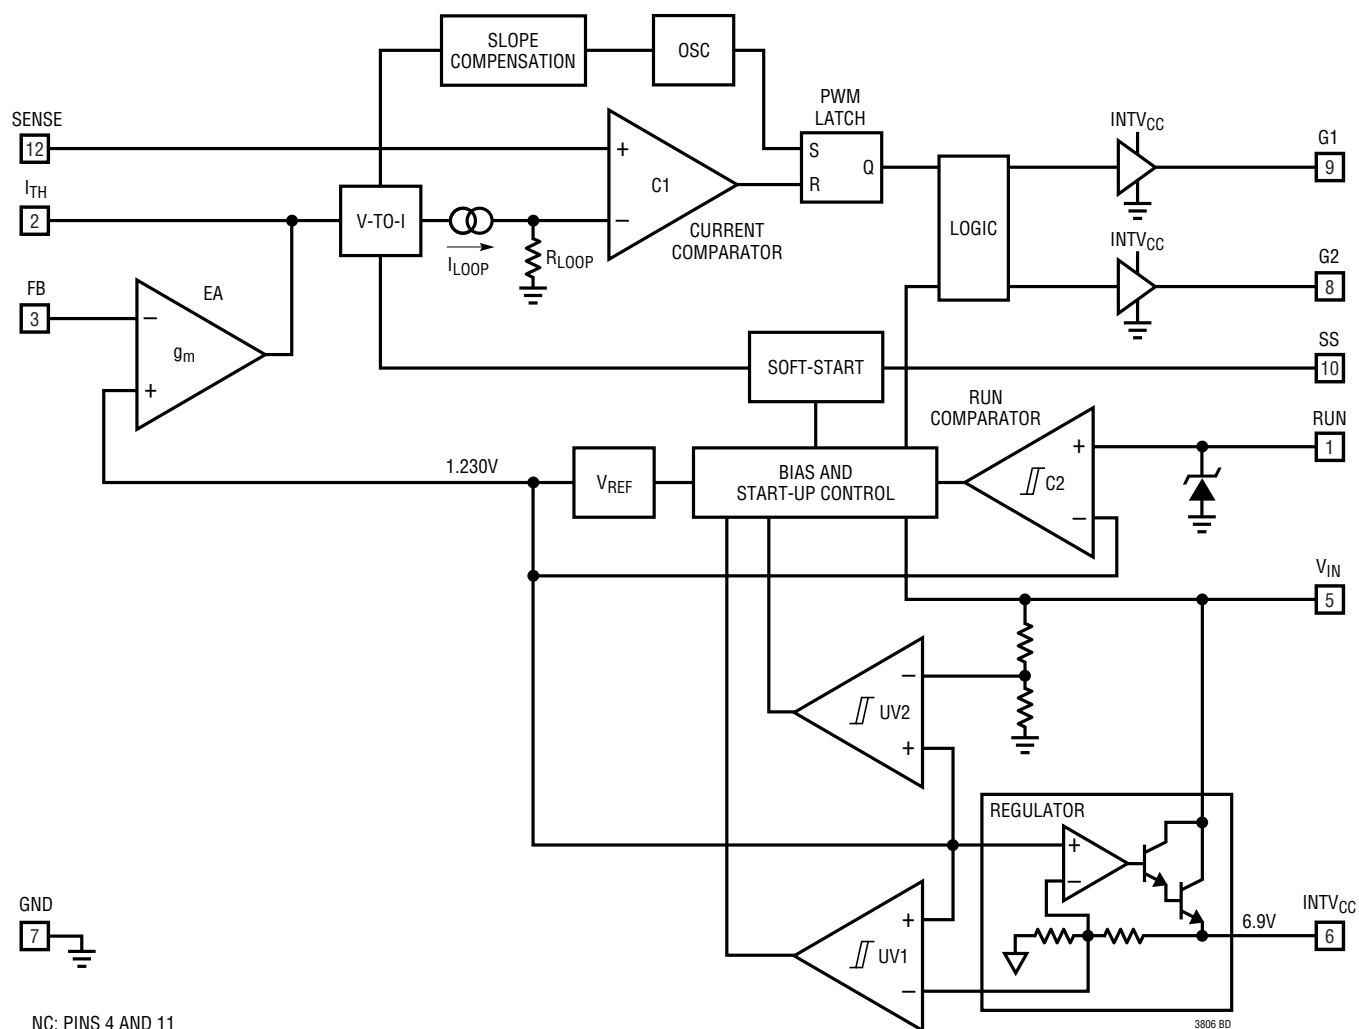 SLOPE
COMPENSATION
OSC
SENSE
12
PWM
LATCH
S
R
Q
INTVCC
G1
9
ITH
2
V-TO-I
ILOOP
RLOOP
+
C1
−
CURRENT
COMPARATOR
LOGIC
INTVCC
G2
8
FB
3
EA
−
gm
+
SOFT-START
SS
10
RUN
COMPARATOR
RUN
1
1.230V
VREF
BIAS AND
START-UP CONTROL
+
C2
−
VIN
5
−
UV2
+
REGULATOR
+
−
GND
7
+
UV1
−
6.9V
INTVCC
6
NC: PINS 4 AND 11
3806 BD